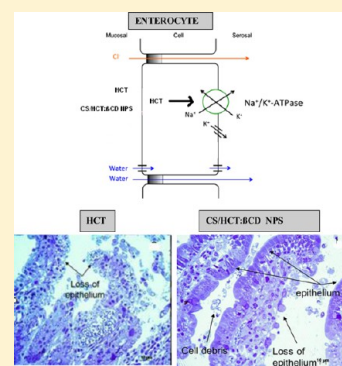 ENTEROCYTE
Mucosal Cell Serosal
Cl-
HCT
CS/HCT:βCD NPS
HCT
Na+/K+-ATPase
Na+
K+
K+
Water
Water
HCT
CS/HCT:βCD NPS
Loss of
epithelium
epithelium
Cell debris
Loss of
epithelium